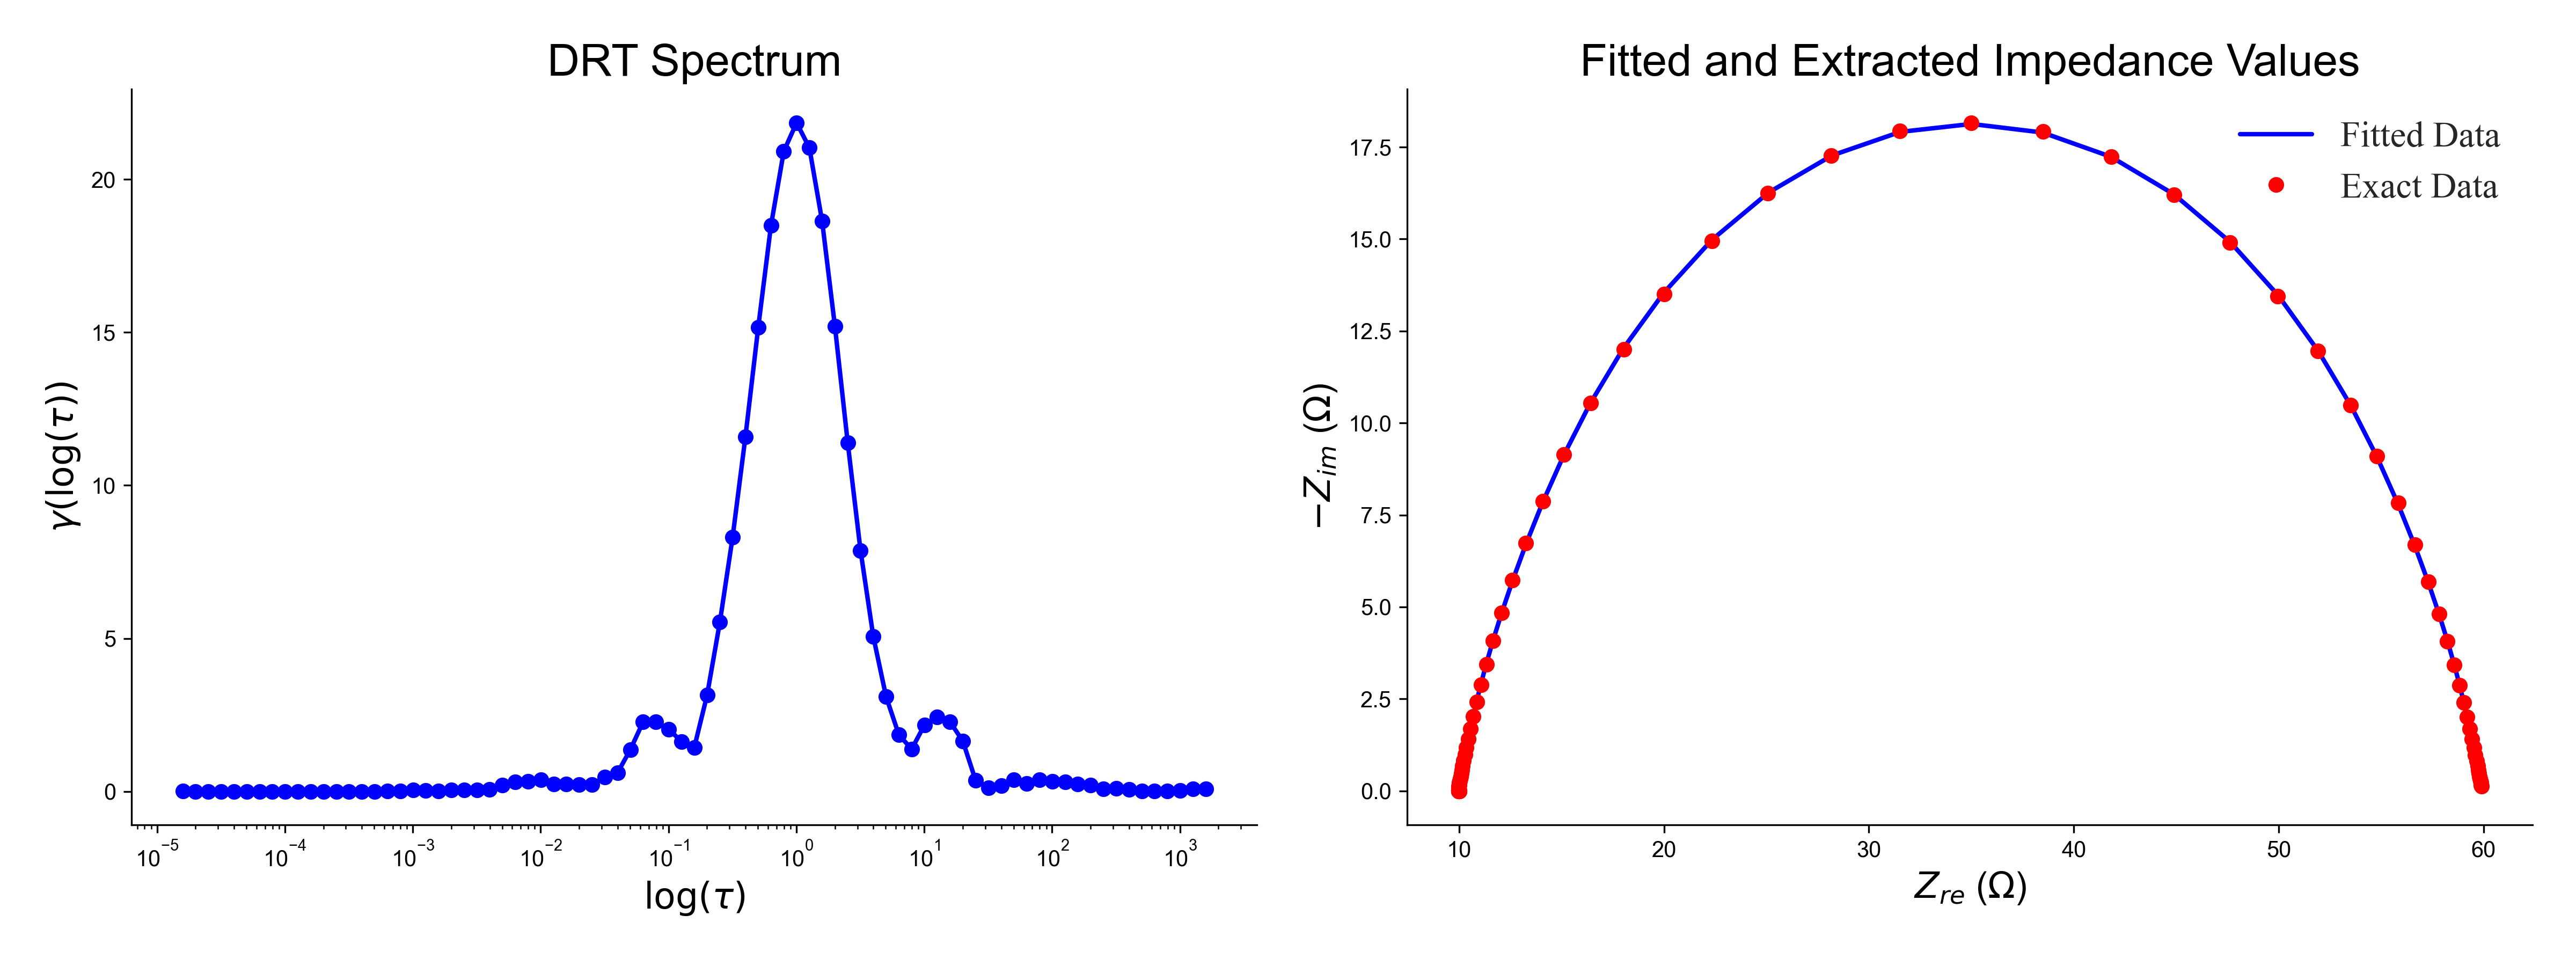 DRT Spectrum
γ(log(τ))
20
15
10
5
0
10⁻⁵ 10⁻⁴ 10⁻³ 10⁻² 10⁻¹ 10⁰ 10¹ 10² 10³
log(τ)
Fitted and Extracted Impedance Values
−Z_im (Ω)
17.5
15.0
12.5
10.0
7.5
5.0
2.5
0.0
Fitted Data
Exact Data
10 20 30 40 50 60
Z_re (Ω)